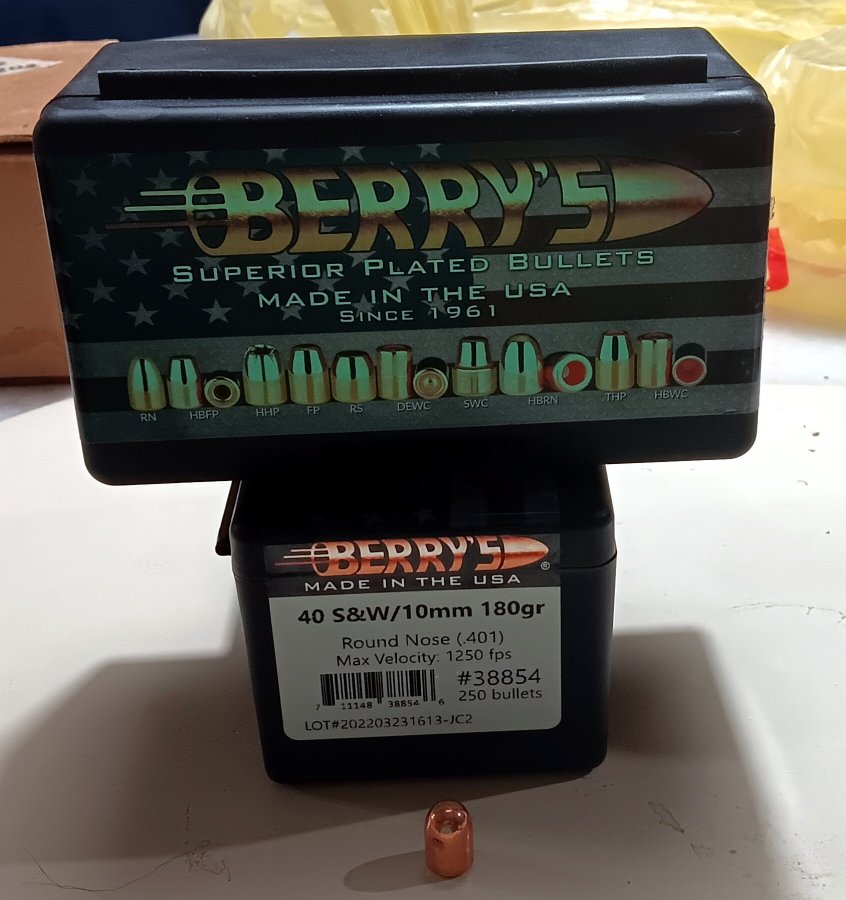 BERRY'S
SUPERIOR PLATED BULLETS
MADE IN THE USA
SINCE 1961
RN HBFP HHP FP RS DEWC SWC HBRN THP HBWC
BERRY'S®
MADE IN THE USA
40 S&W/10mm 180gr
Round Nose (.401)
Max Velocity: 1250 fps
#38854
250 bullets
7 11148 38854 6
LOT#202203231613-JC2